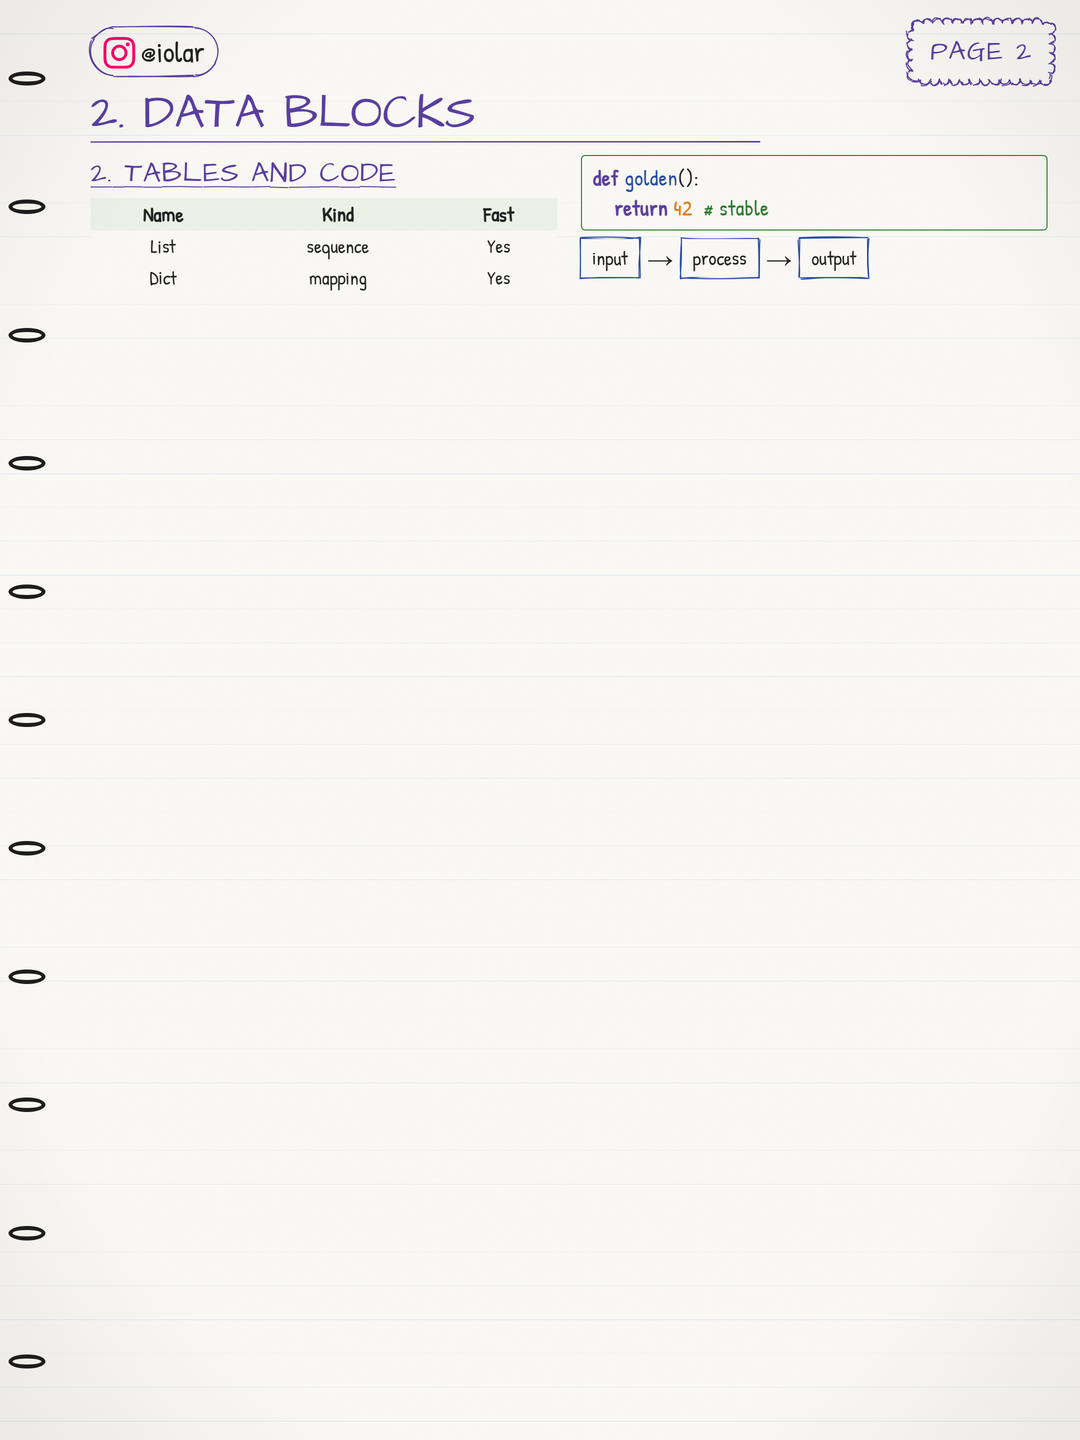 @iolar
PAGE 2
2. DATA BLOCKS
2. TABLES AND CODE
Name Kind Fast
List sequence Yes
Dict mapping Yes
def golden():
    return 42 # stable
input → process → output